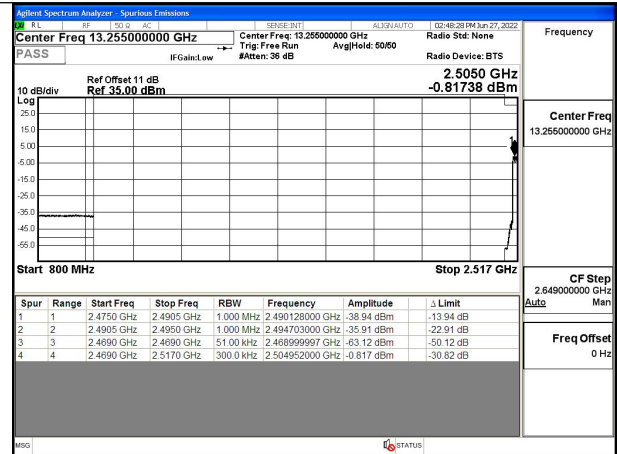 Agilent Spectrum Analyzer - Spurious Emissions
RL RF 50 Ω AC SENSE:INT ALIGN AUTO 02:48:28 PM Jun 27, 2022
Center Freq 13.255000000 GHz
Center Freq: 13.255000000 GHz
Radio Std: None
Trig: Free Run Avg|Hold: 50/50
PASS
IFGain:Low
#Atten: 36 dB
Radio Device: BTS
Frequency
2.5050 GHz
Ref Offset 11 dB
-0.81738 dBm
10 dB/div Ref 35.00 dBm
Log
25.0
15.0
5.00
-5.00
-15.0
-25.0
-35.0
-45.0
-55.0
Start 800 MHz Stop 2.517 GHz
Center Freq
13.255000000 GHz
CF Step
2.649000000 GHz
Auto Man
Freq Offset
0 Hz
Spur Range Start Freq Stop Freq RBW Frequency Amplitude Δ Limit
1 1 2.4750 GHz 2.4905 GHz 1.000 MHz 2.490128000 GHz -38.94 dBm -13.94 dB
2 2 2.4905 GHz 2.4950 GHz 1.000 MHz 2.494703000 GHz -35.91 dBm -22.91 dB
3 3 2.4690 GHz 2.4690 GHz 51.00 kHz 2.468999997 GHz -63.12 dBm -50.12 dB
4 4 2.4690 GHz 2.5170 GHz 300.0 kHz 2.504952000 GHz -0.817 dBm -30.82 dB
MSG STATUS